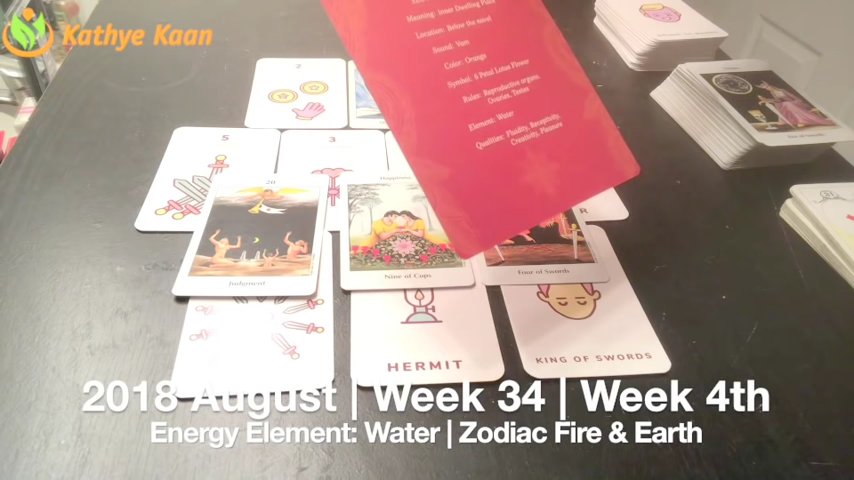 Kathye Kaan
Meaning: Inner Dwelling Place
Location: Below the navel
Sound: Vam
Color: Orange
Symbol: 8 Petal Lotus Flower
Rules: Reproductive organs
Ovaries, Testes
Element: Water
Qualities: Fluidity, Receptivity,
Creativity, Pleasure
2
5
3
20
Judgment
Happiness
Nine of Cups
Four of Swords
R
HERMIT
KING OF SWORDS
2018 August | Week 34 | Week 4th
Energy Element: Water | Zodiac Fire & Earth